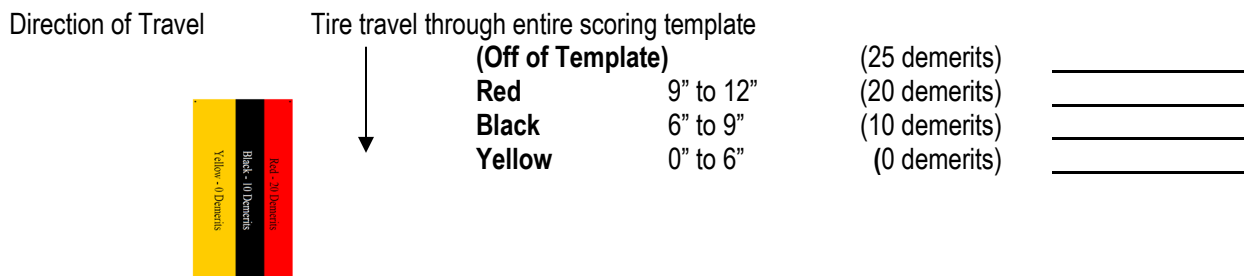 Direction of Travel Tire travel through entire scoring template
(Off of Template) (25 demerits)
Red 9” to 12” (20 demerits)
Black 6” to 9” (10 demerits)
Yellow 0” to 6” (0 demerits)
Yellow - 0 Demerits
Black - 10 Demerits
Red - 20 Demerits